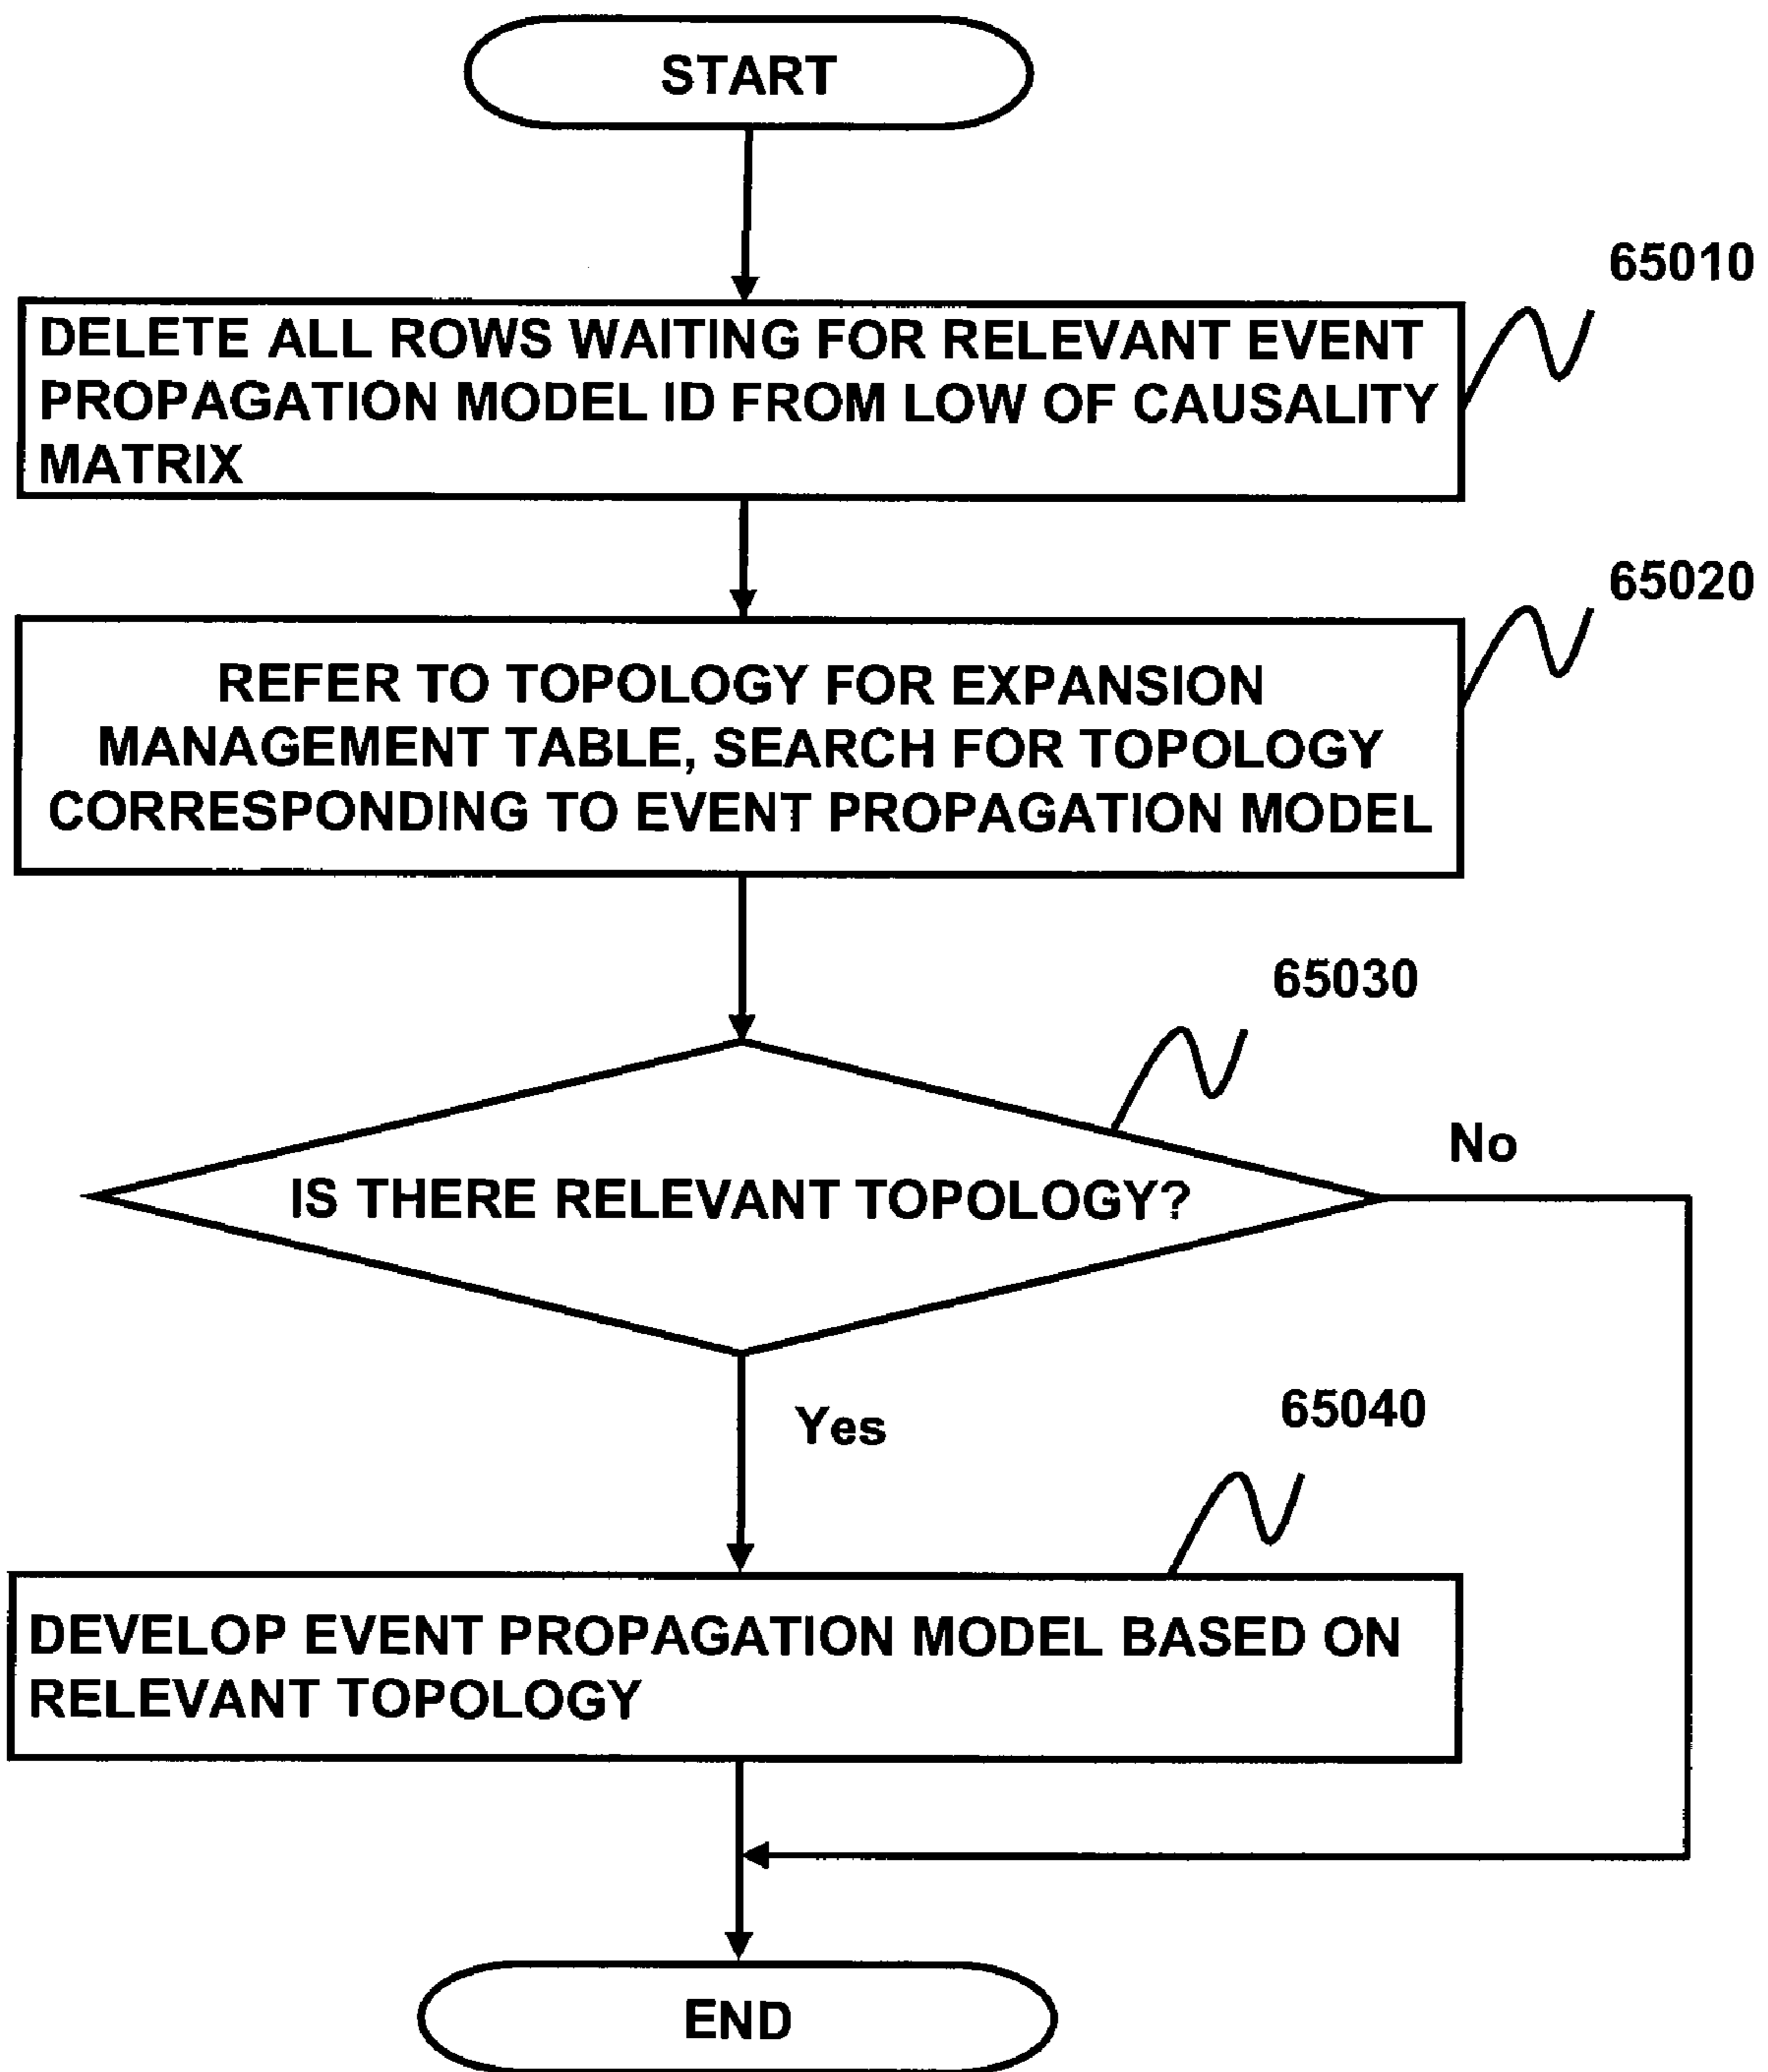 START
65010
DELETE ALL ROWS WAITING FOR RELEVANT EVENT
PROPAGATION MODEL ID FROM LOW OF CAUSALITY
MATRIX
65020
REFER TO TOPOLOGY FOR EXPANSION
MANAGEMENT TABLE, SEARCH FOR TOPOLOGY
CORRESPONDING TO EVENT PROPAGATION MODEL
65030
No
IS THERE RELEVANT TOPOLOGY?
Yes
65040
DEVELOP EVENT PROPAGATION MODEL BASED ON
RELEVANT TOPOLOGY
END